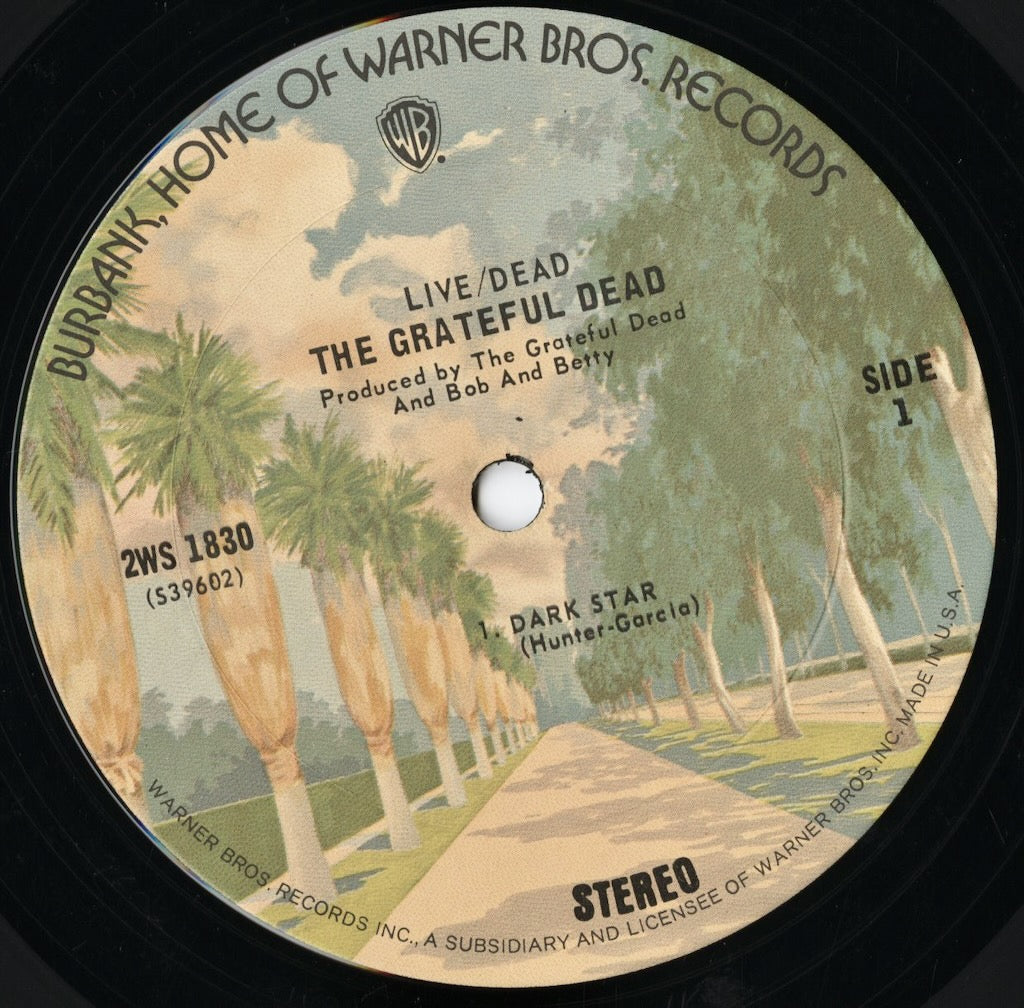 BURBANK, HOME OF WARNER BROS. RECORDS
WB
LIVE/DEAD
THE GRATEFUL DEAD
Produced by The Grateful Dead
And Bob And Betty
SIDE
1
2WS 1830
(S39602)
1. DARK STAR
(Hunter-Garcia)
STEREO
WARNER BROS. RECORDS INC., A SUBSIDIARY AND LICENSEE OF WARNER BROS. INC. MADE IN U.S.A.